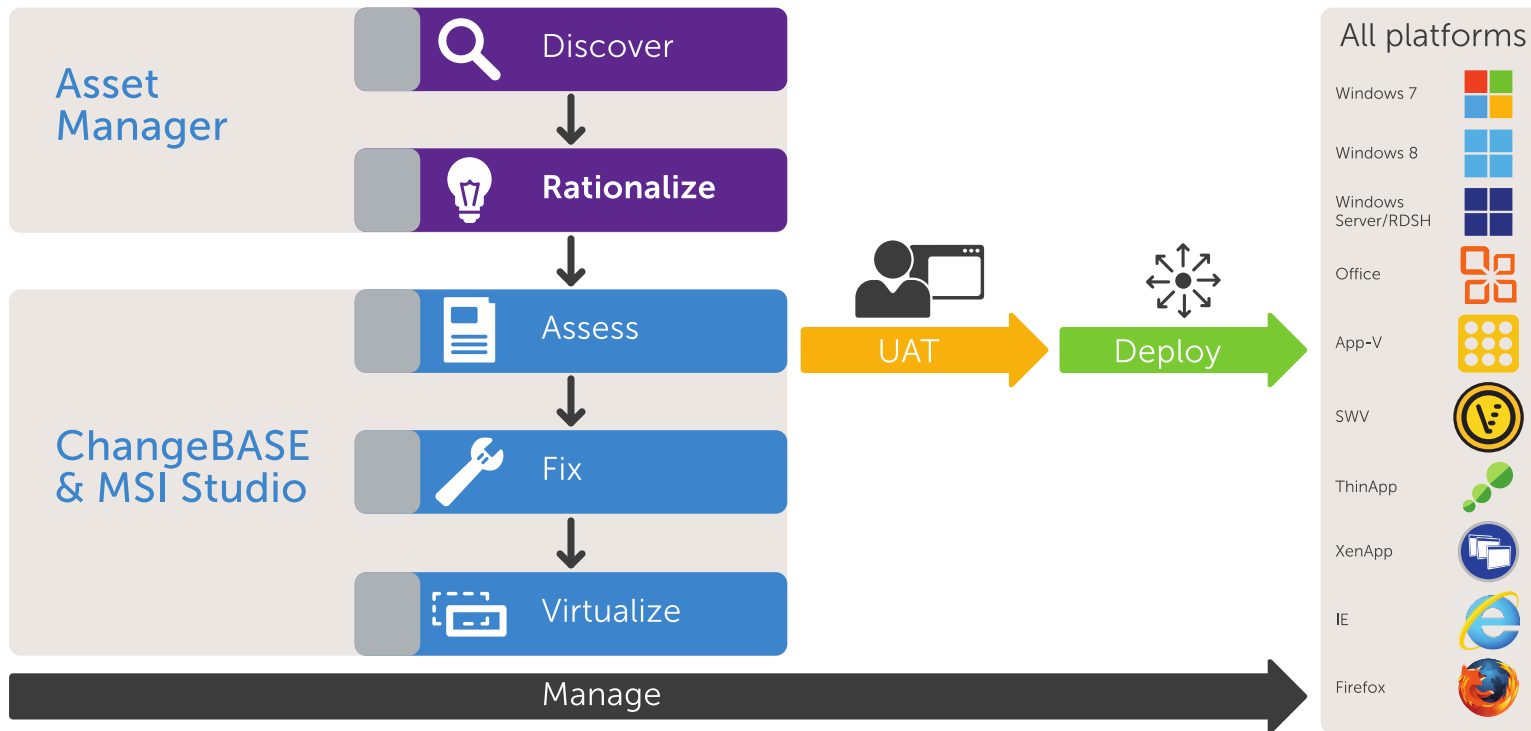 Asset
Manager
Discover
Rationalize
ChangeBASE
& MSI Studio
Assess
Fix
Virtualize
UAT
Deploy
Manage
All platforms
Windows 7
Windows 8
Windows
Server/RDSH
Office
App-V
SWV
ThinApp
XenApp
IE
Firefox